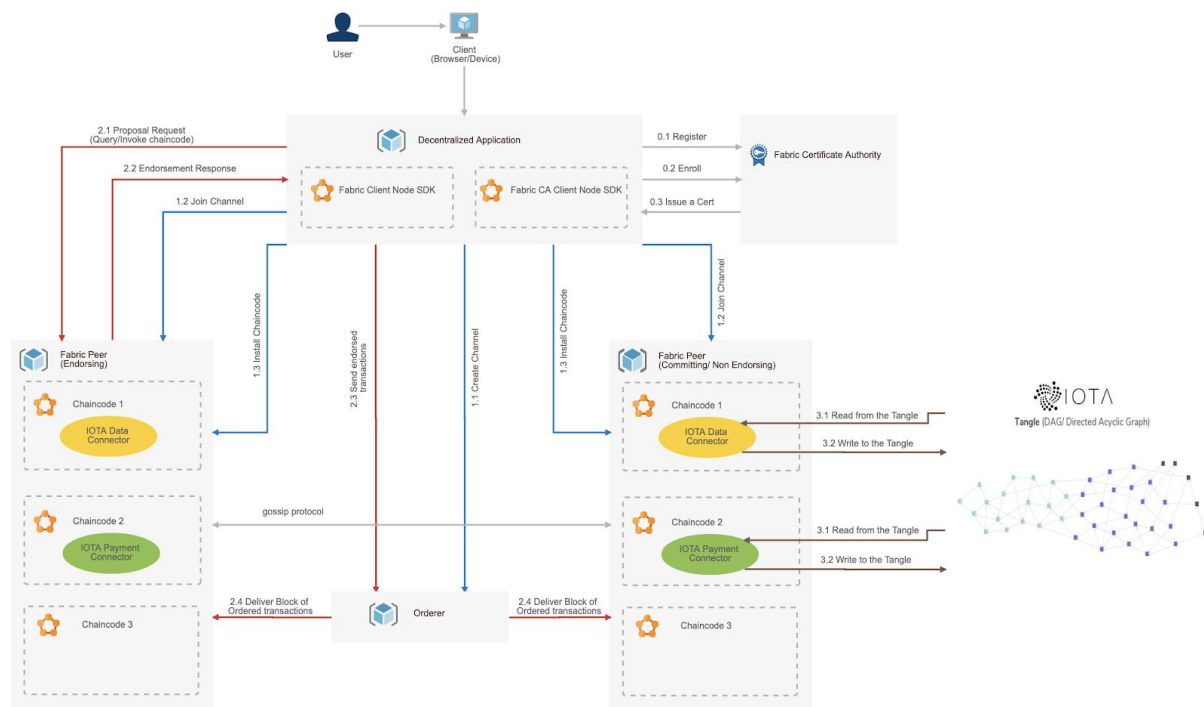 User
Client
(Browser/Device)
2.1 Proposal Request
(Query/Invoke chaincode)
2.2 Endorsement Response
1.2 Join Channel
Decentralized Application
Fabric Client Node SDK
Fabric CA Client Node SDK
0.1 Register
0.2 Enroll
0.3 Issue a Cert
Fabric Certificate Authority
1.3 Install Chaincode
2.3 Send endorsed
transactions
1.1 Create Channel
1.3 Install Chaincode
1.2 Join Channel
Fabric Peer
(Endorsing)
Chaincode 1
IOTA Data
Connector
Chaincode 2
IOTA Payment
Connector
Chaincode 3
gossip protocol
2.4 Deliver Block of
Ordered transactions
Orderer
2.4 Deliver Block of
Ordered transactions
Fabric Peer
(Committing/ Non Endorsing)
Chaincode 1
IOTA Data
Connector
Chaincode 2
IOTA Payment
Connector
Chaincode 3
3.1 Read from the Tangle
3.2 Write to the Tangle
3.1 Read from the Tangle
3.2 Write to the Tangle
IOTA
Tangle (DAG/ Directed Acyclic Graph)